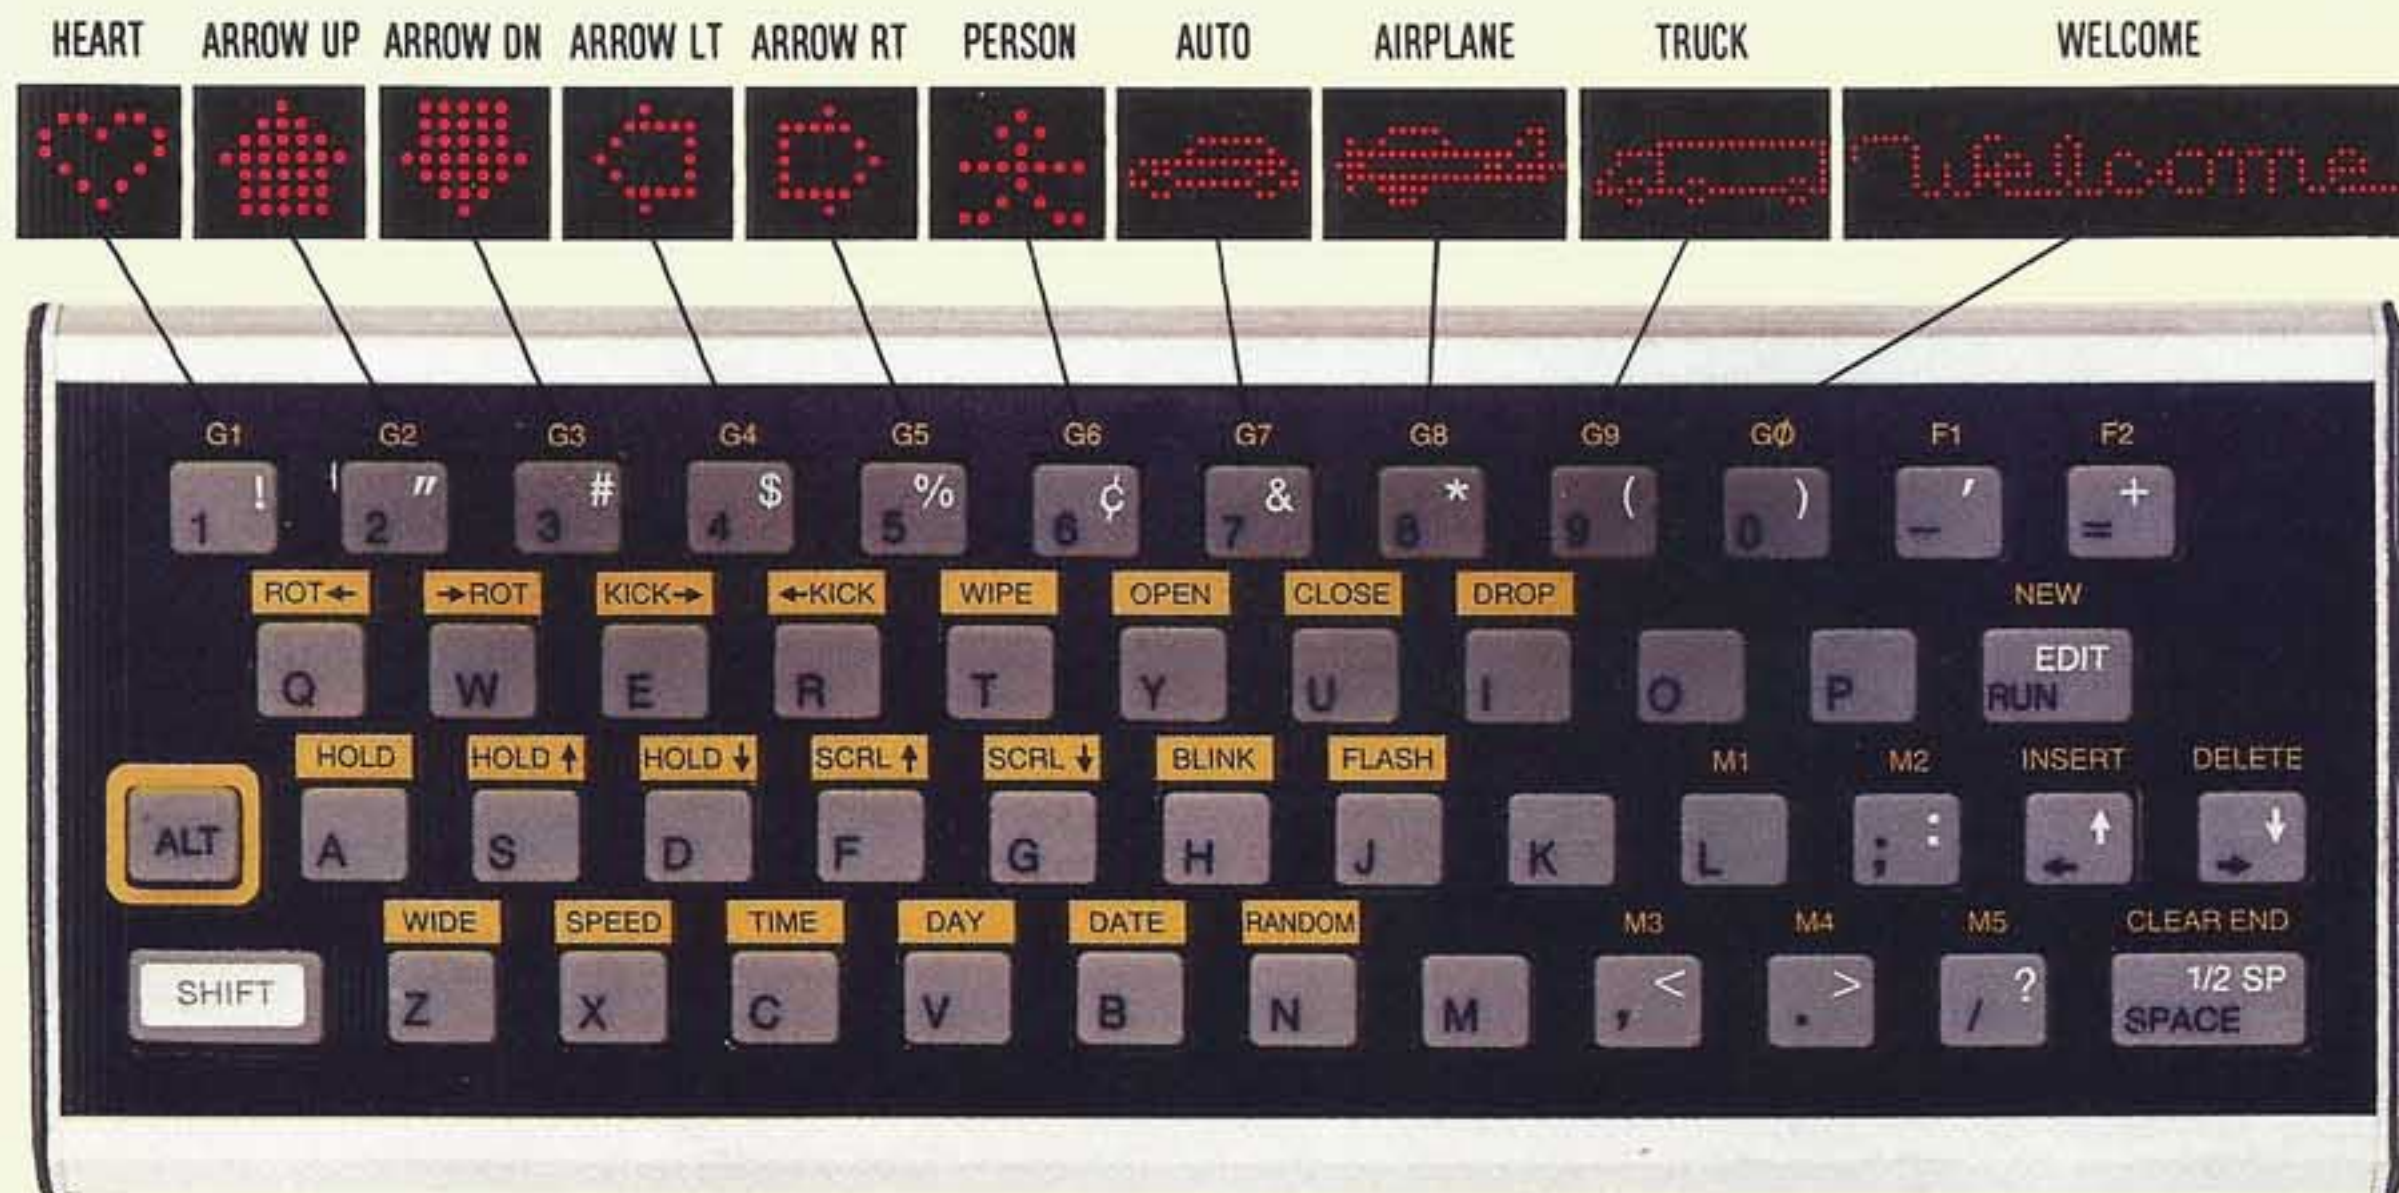 HEART ARROW UP ARROW DN ARROW LT ARROW RT PERSON AUTO AIRPLANE TRUCK WELCOME
Welcome
G1 G2 G3 G4 G5 G6 G7 G8 G9 GØ F1 F2
1 ! 2 " 3 # 4 $ 5 % 6 ¢ 7 & 8 * 9 ( 0 ) – ′ = +
ROT← →ROT KICK→ ←KICK WIPE OPEN CLOSE DROP NEW
Q W E R T Y U I O P RUN EDIT
HOLD HOLD↑ HOLD↓ SCRL↑ SCRL↓ BLINK FLASH M1 M2 INSERT DELETE
ALT A S D F G H J K L ; : ← ↑ → ↓
WIDE SPEED TIME DAY DATE RANDOM M3 M4 M5 CLEAR END
SHIFT Z X C V B N M , < . > / ? SPACE 1/2 SP